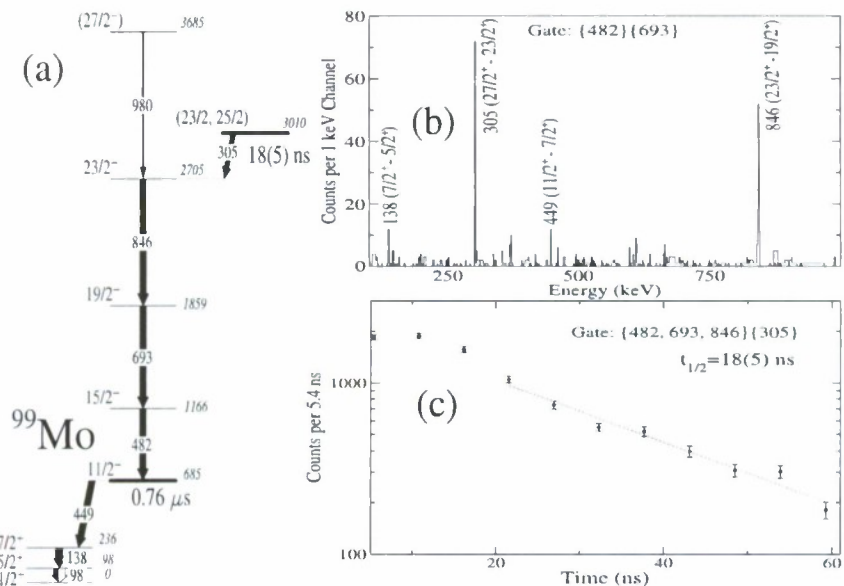 (a)
(27/2⁻)
3685
980
(23/2, 25/2)
3010
305
18(5) ns
23/2⁻
2705
846
19/2⁻
1859
693
15/2⁻
1166
482
⁹⁹Mo
11/2⁻
685
0.76 μs
449
7/2⁺
236
5/2⁺
138
98
98
0
80
60
40
20
0
Counts per 1 keV Channel
Gate: {482}{693}
(b)
138 (7/2⁺ - 5/2⁺)
305 (27/2⁺ - 23/2⁺)
449 (11/2⁺ - 7/2⁺)
846 (23/2⁺ -19/2⁺)
250
500
750
Energy (keV)
Gate: {482, 693, 846}{305}
t₁/₂=18(5) ns
(c)
1000
100
Counts per 5.4 ns
20
40
60
Time (ns)